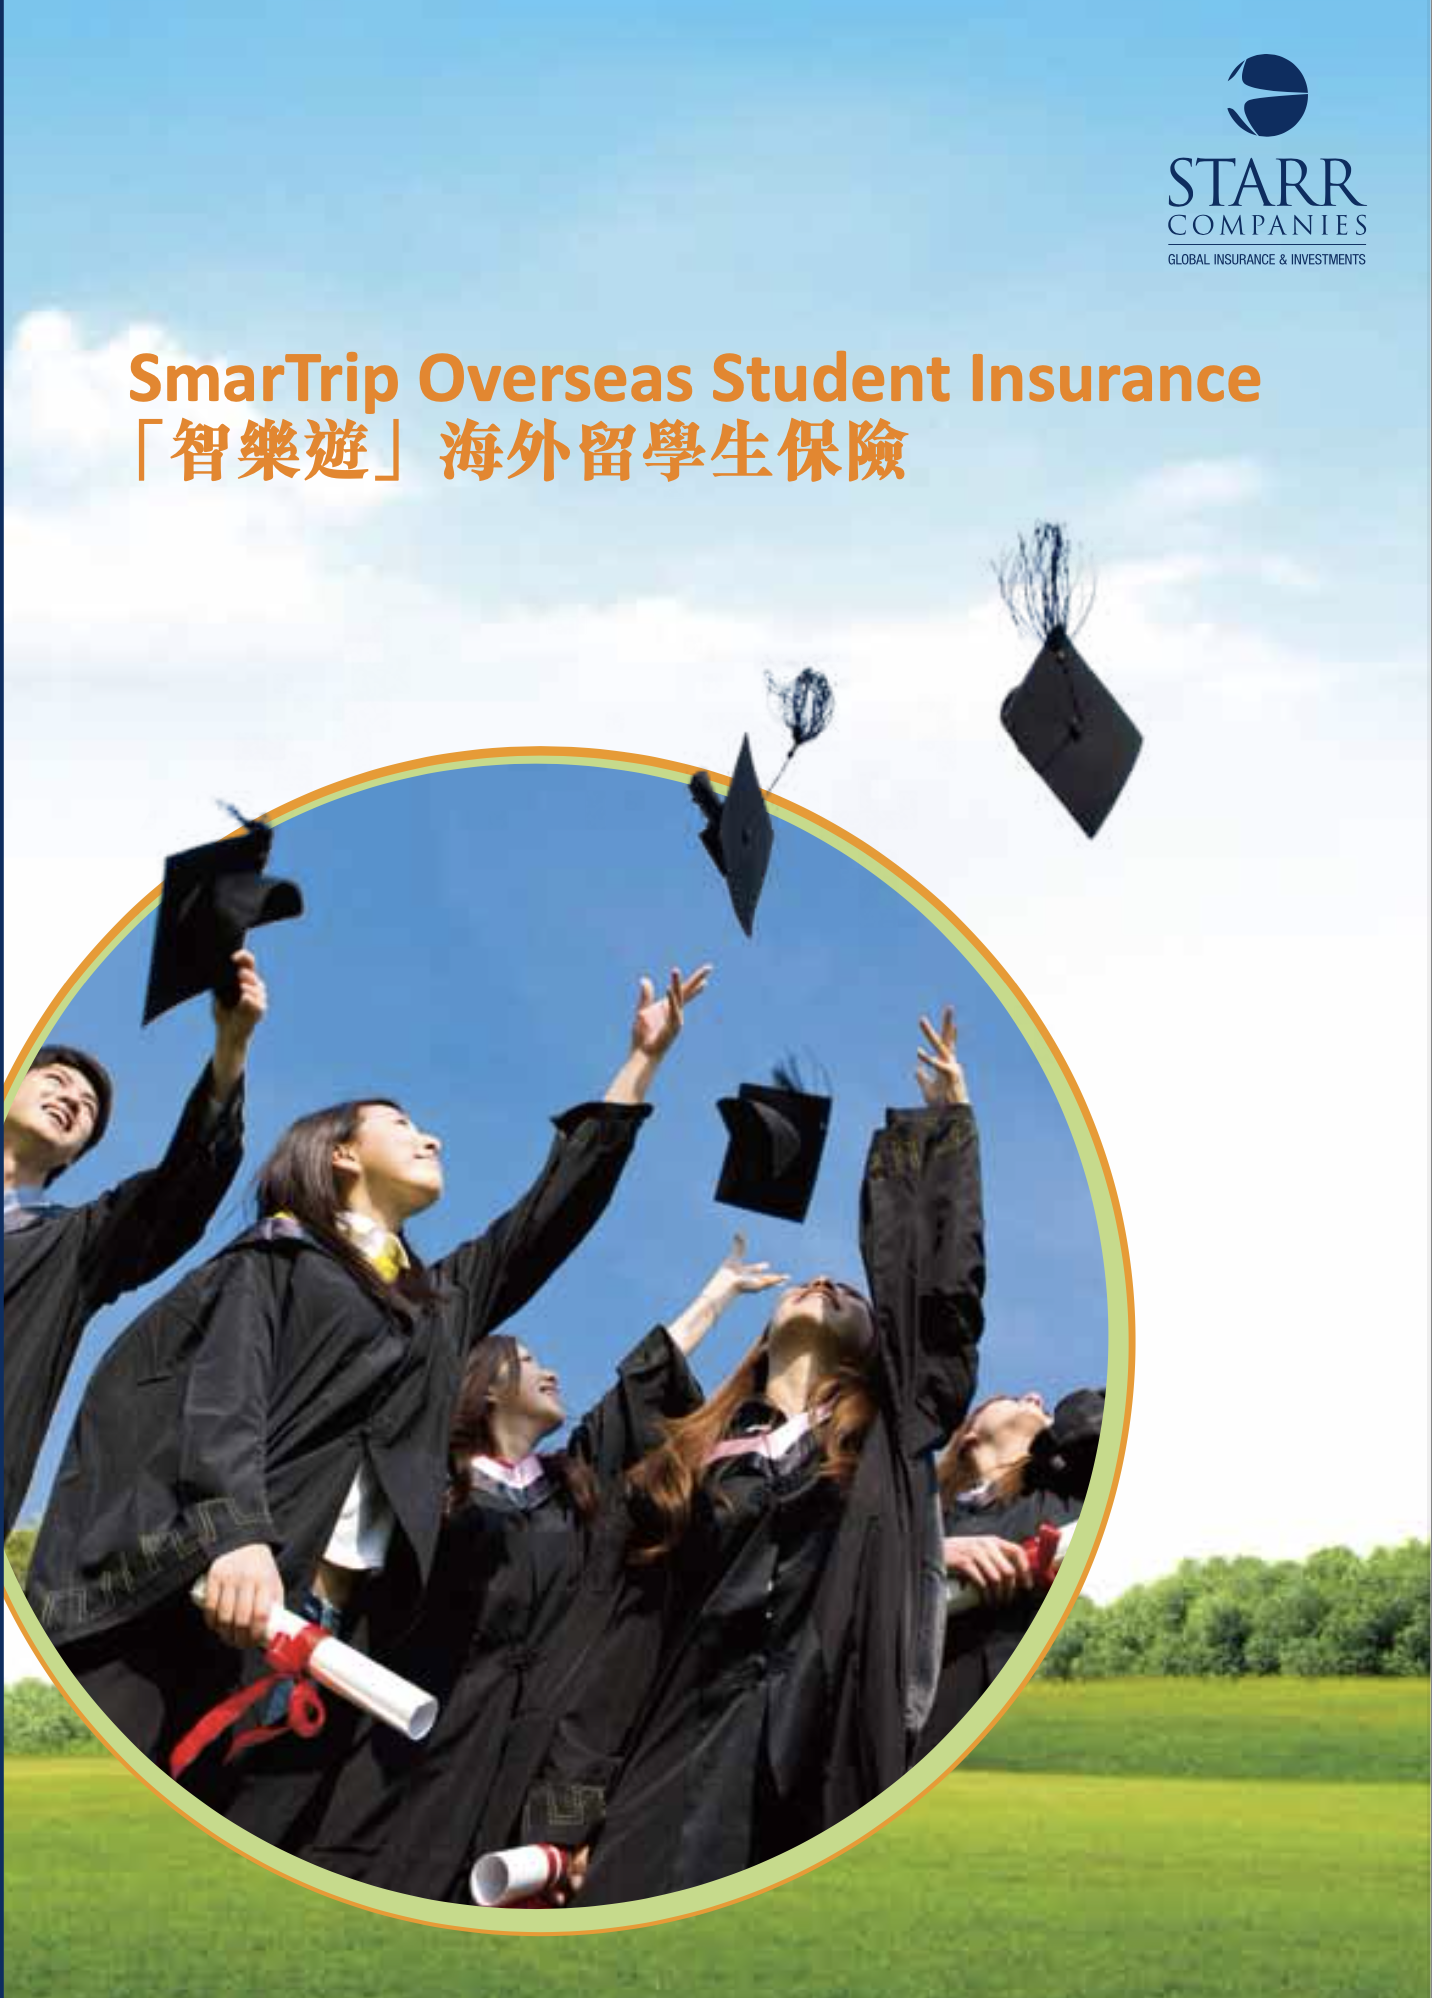 STARR
COMPANIES
GLOBAL INSURANCE & INVESTMENTS
SmarTrip Overseas Student Insurance
「智樂遊」海外留學生保險